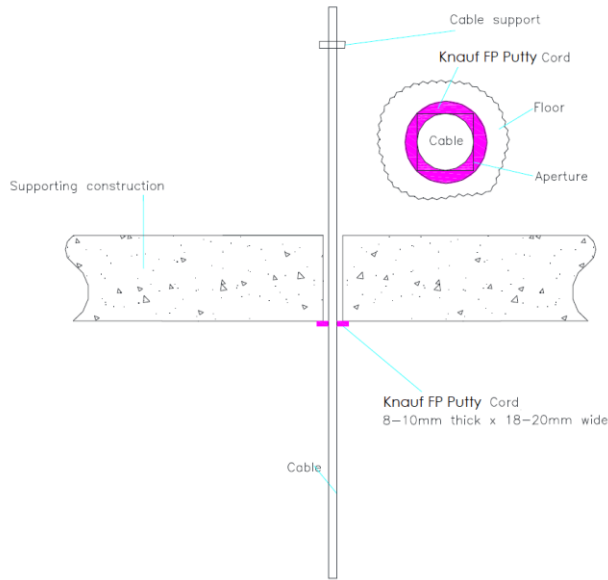 Cable support
Knauf FP Putty Cord
Floor
Cable
Aperture
Supporting construction
Knauf FP Putty Cord
8-10mm thick x 18-20mm wide
Cable